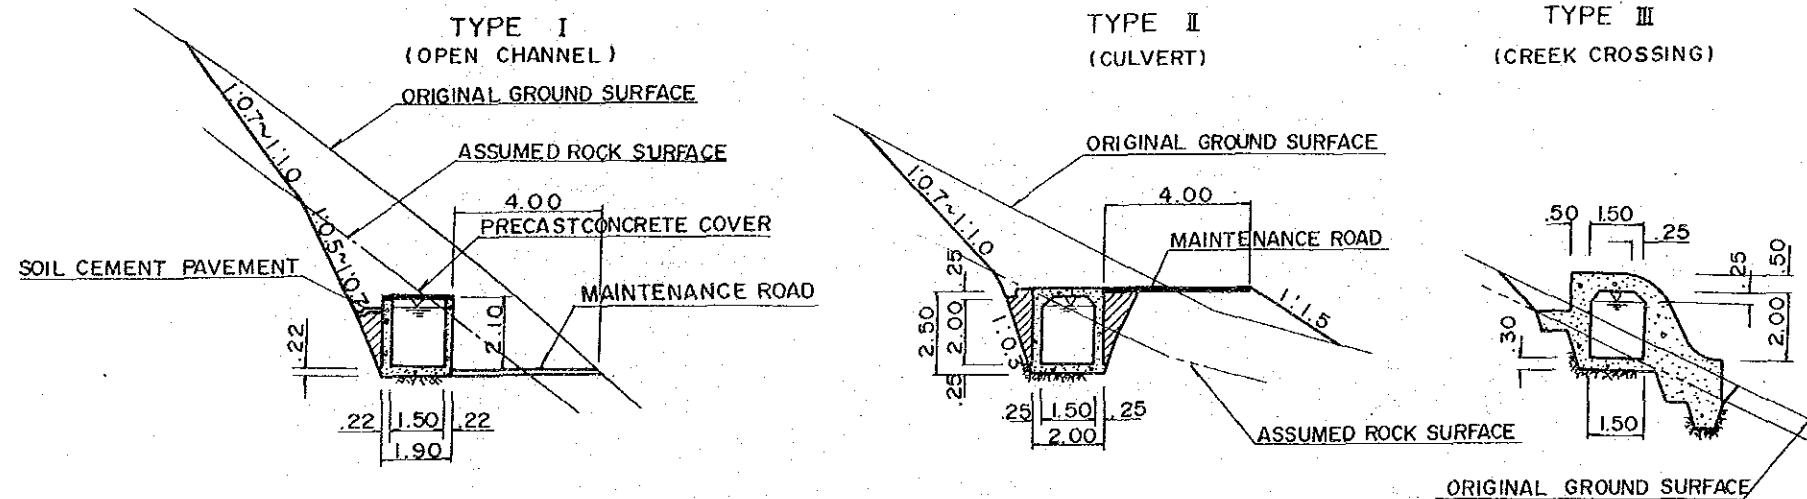 TYPE I
(OPEN CHANNEL)
ORIGINAL GROUND SURFACE
1:0.7~1:1.0
ASSUMED ROCK SURFACE
4.00
PRECAST CONCRETE COVER
1:0.5~1:0.7
SOIL CEMENT PAVEMENT
MAINTENANCE ROAD
2.10
.22
.22 1.50 .22
1.90
TYPE II
(CULVERT)
ORIGINAL GROUND SURFACE
1:0.7~1:1.0
4.00
MAINTENANCE ROAD
.25
2.50
2.00
.25
1:0.3
1:1.5
.25 1.50 .25
2.00
ASSUMED ROCK SURFACE
TYPE III
(CREEK CROSSING)
.50 1.50
.25
.25
.50
2.00
.30
1.50
ORIGINAL GROUND SURFACE